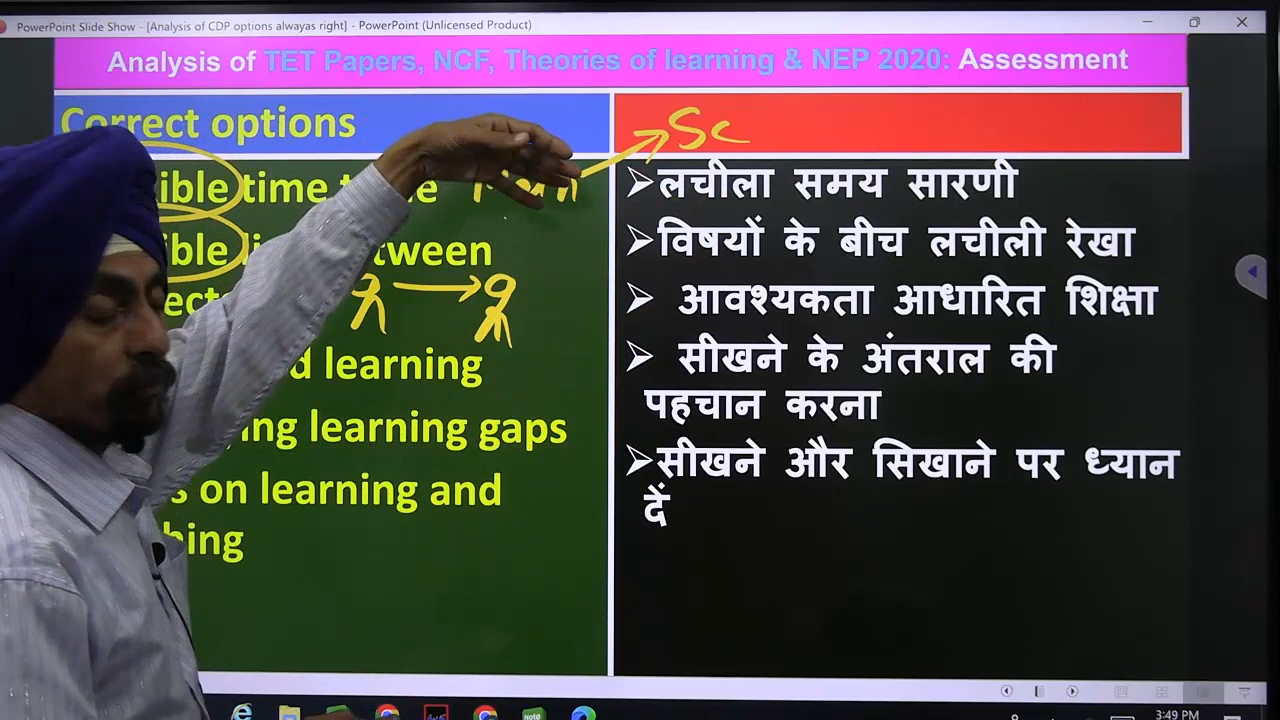 PowerPoint Slide Show - [Analysis of CDP options alwayas right] - PowerPoint (Unlicensed Product)
Analysis of TET Papers, NCF, Theories of learning & NEP 2020: Assessment
Correct options
ible time
ible between
d learning
ing learning gaps
s on learning and
hing
Sc
➢लचीला समय सारणी
➢विषयों के बीच लचीली रेखा
➢ आवश्यकता आधारित शिक्षा
➢ सीखने के अंतराल की
पहचान करना
➢सीखने और सिखाने पर ध्यान
दें
3:49 PM